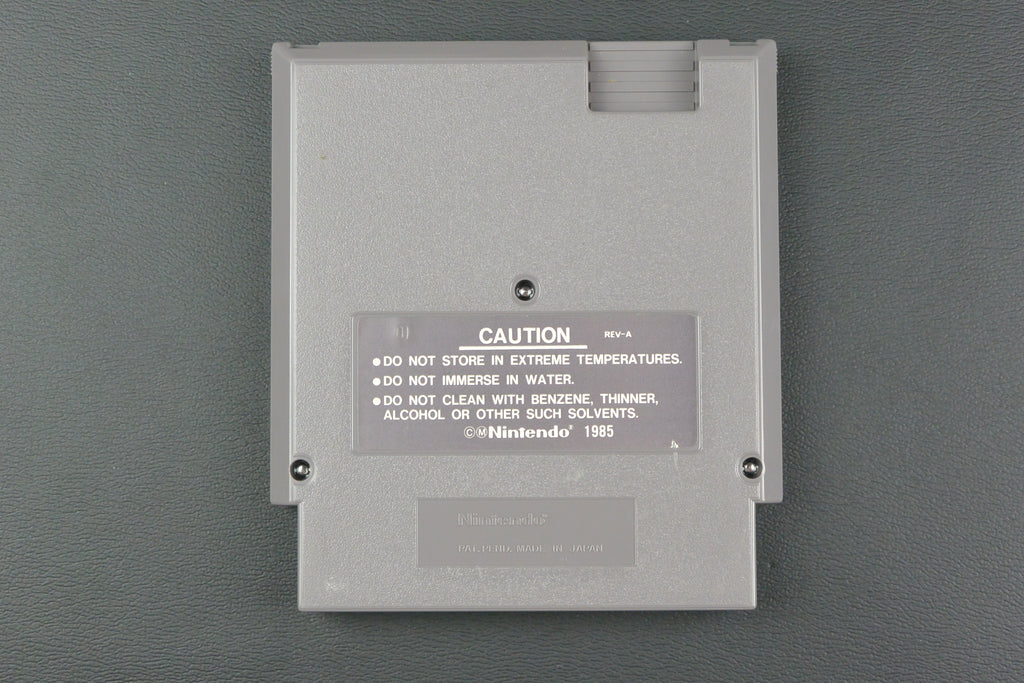 CAUTION REV-A
●DO NOT STORE IN EXTREME TEMPERATURES.
●DO NOT IMMERSE IN WATER.
●DO NOT CLEAN WITH BENZENE, THINNER,
ALCOHOL OR OTHER SUCH SOLVENTS.
©ⓂNintendo® 1985
Nintendo®
PAT. PEND. MADE IN JAPAN